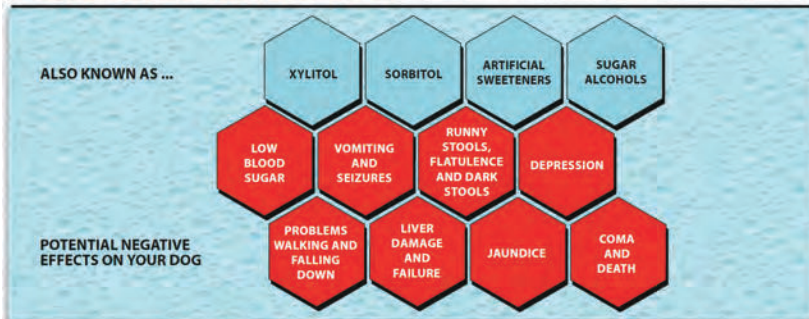 ALSO KNOWN AS ...
XYLITOL
SORBITOL
ARTIFICIAL
SWEETENERS
SUGAR
ALCOHOLS
LOW
BLOOD
SUGAR
VOMITING
AND
SEIZURES
RUNNY
STOOLS,
FLATULENCE
AND DARK
STOOLS
DEPRESSION
POTENTIAL NEGATIVE
EFFECTS ON YOUR DOG
PROBLEMS
WALKING AND
FALLING
DOWN
LIVER
DAMAGE
AND
FAILURE
JAUNDICE
COMA
AND
DEATH